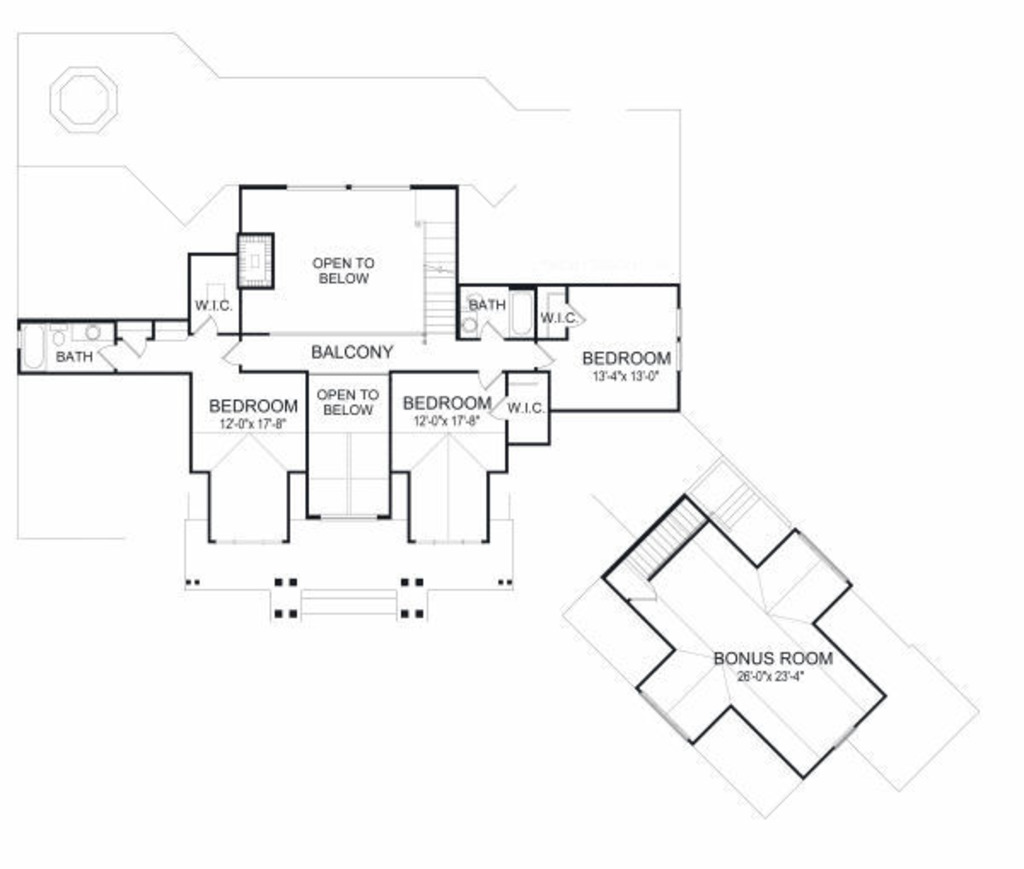 OPEN TO
BELOW
W.I.C.
BATH
W.I.C.
BATH
BALCONY
BEDROOM
13'-4"x 13'-0"
BEDROOM
12'-0"x 17'-8"
OPEN TO
BELOW
BEDROOM
12'-0"x 17'-8"
W.I.C.
BONUS ROOM
26'-0"x 23'-4"